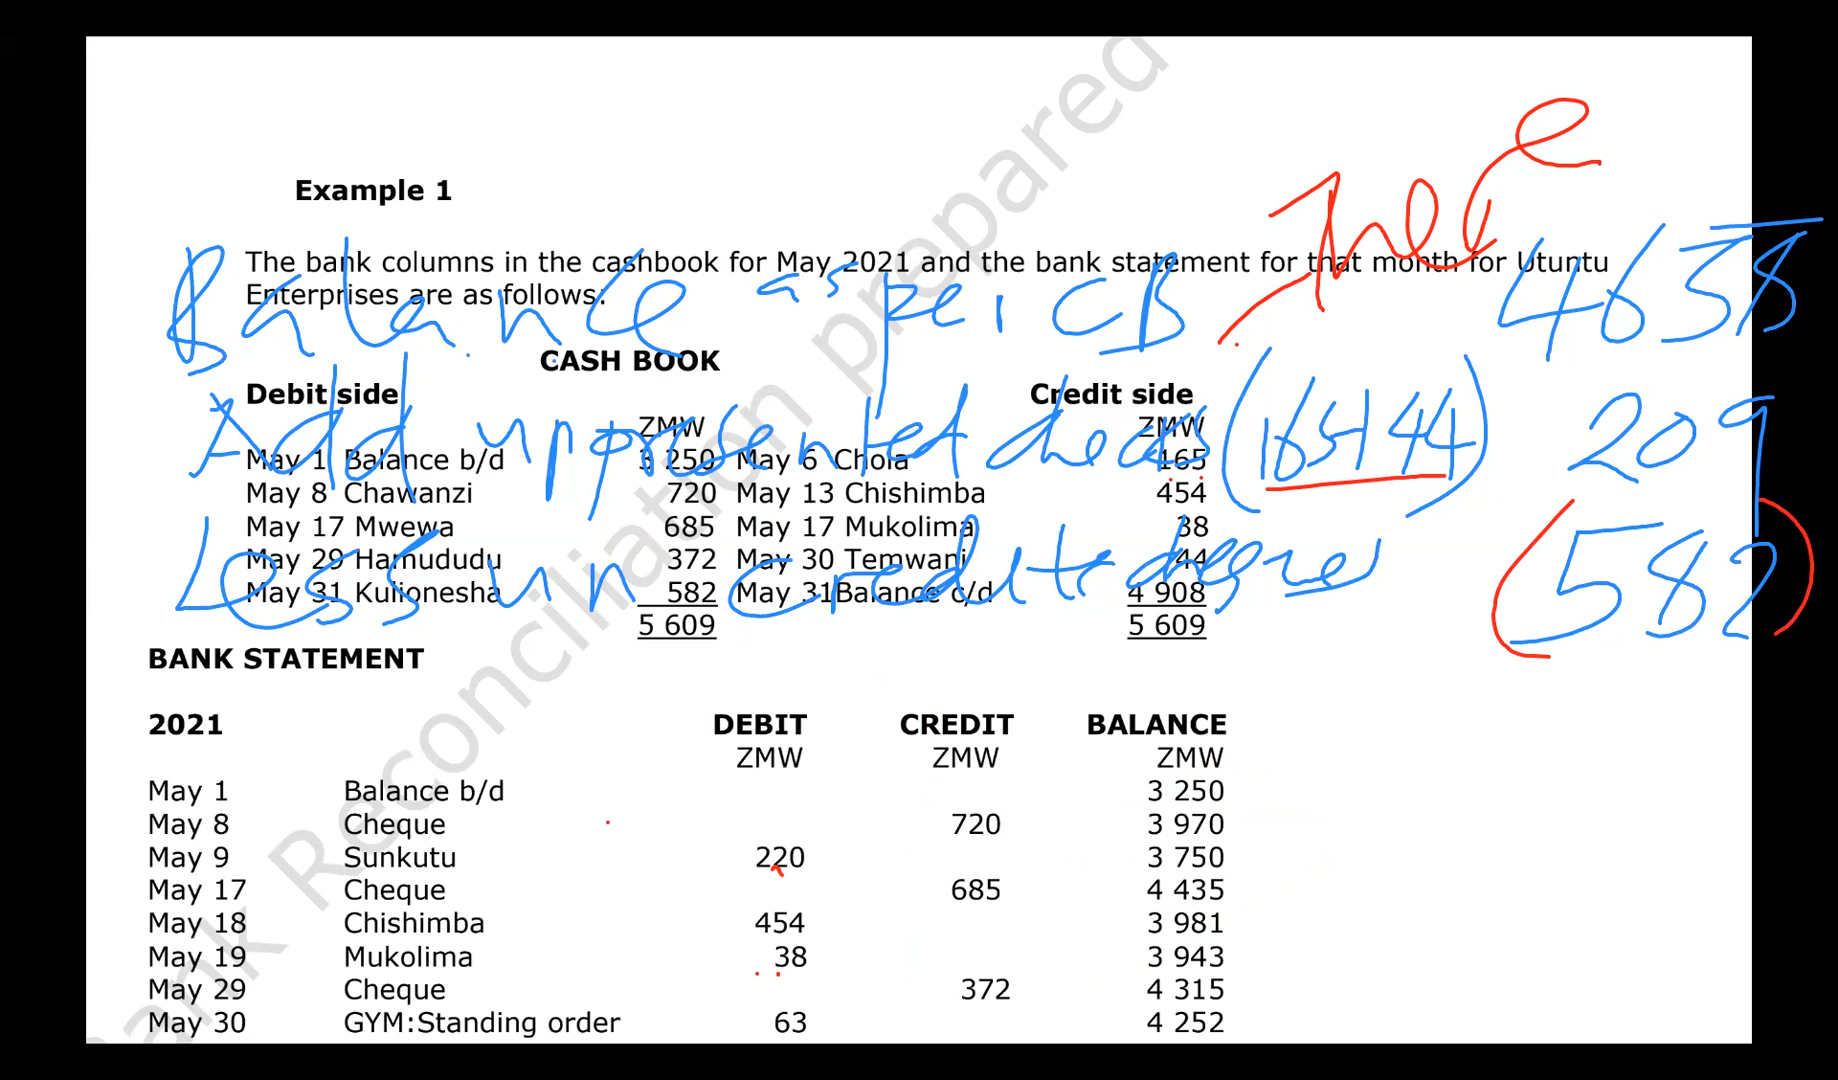 Example 1
The bank columns in the cashbook for May 2021 and the bank statement for that month for Utuntu
Enterprises are as follows:
Balance as per CB 4638
CASH BOOK
Debit side Credit side
ZMW ZMW
May 1 Balance b/d 3 250 May 6 Chola 165
Add unpresented (165+44) 209
May 8 Chawanzi 720 May 13 Chishimba 454
May 17 Mwewa 685 May 17 Mukolima 38
May 29 Hamududu 372 May 30 Temwani 44
Less (582)
May 31 Kulionesha 582 May 31Balance c/d 4 908
5 609 5 609
BANK STATEMENT
2021 DEBIT CREDIT BALANCE
ZMW ZMW ZMW
May 1 Balance b/d 3 250
May 8 Cheque 720 3 970
May 9 Sunkutu 220 3 750
May 17 Cheque 685 4 435
May 18 Chishimba 454 3 981
May 19 Mukolima 38 3 943
May 29 Cheque 372 4 315
May 30 GYM:Standing order 63 4 252
Bank Reconciliation prepared